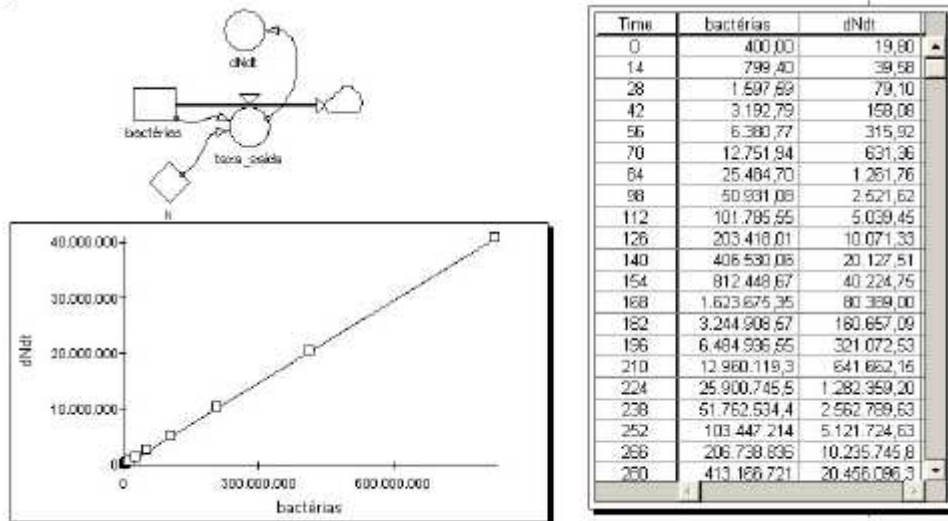 dNdt
bactérias
taxa_saída
k
40.000.000
30.000.000
20.000.000
10.000.000
0
dNdt
0 300.000.000 600.000.000
bactérias
Time bactérias dNdt
0 400,00 19,80
14 799,40 39,58
28 1.597,69 79,10
42 3.192,79 158,08
56 6.380,77 315,92
70 12.751,94 631,36
84 25.484,70 1.261,76
98 50.931,08 2.521,62
112 101.785,55 5.039,45
126 203.418,01 10.071,33
140 406.530,08 20.127,51
154 812.448,67 40.224,75
168 1.623.675,35 80.389,00
182 3.244.908,67 160.657,09
196 6.484.936,55 321.072,53
210 12.960.119,3 641.662,15
224 25.900.745,5 1.282.359,20
238 51.762.534,4 2.562.789,63
252 103.447.214 5.121.724,63
266 206.738.836 10.235.745,8
280 413.166.721 20.456.096,3